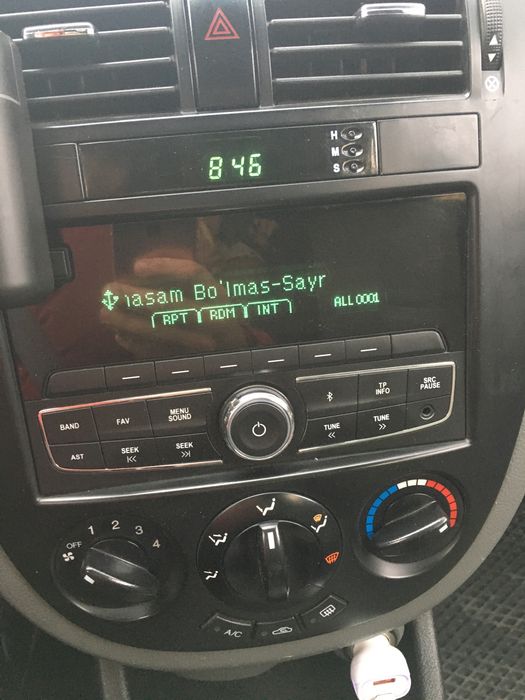 8:46
H
M
S
asam Bo'lmas-Sayr
RPT RDM INT ALL0001
BAND FAV MENU SOUND
TP INFO SRC PAUSE
AST SEEK SEEK
TUNE TUNE
OFF 1 2 3 4
A/C